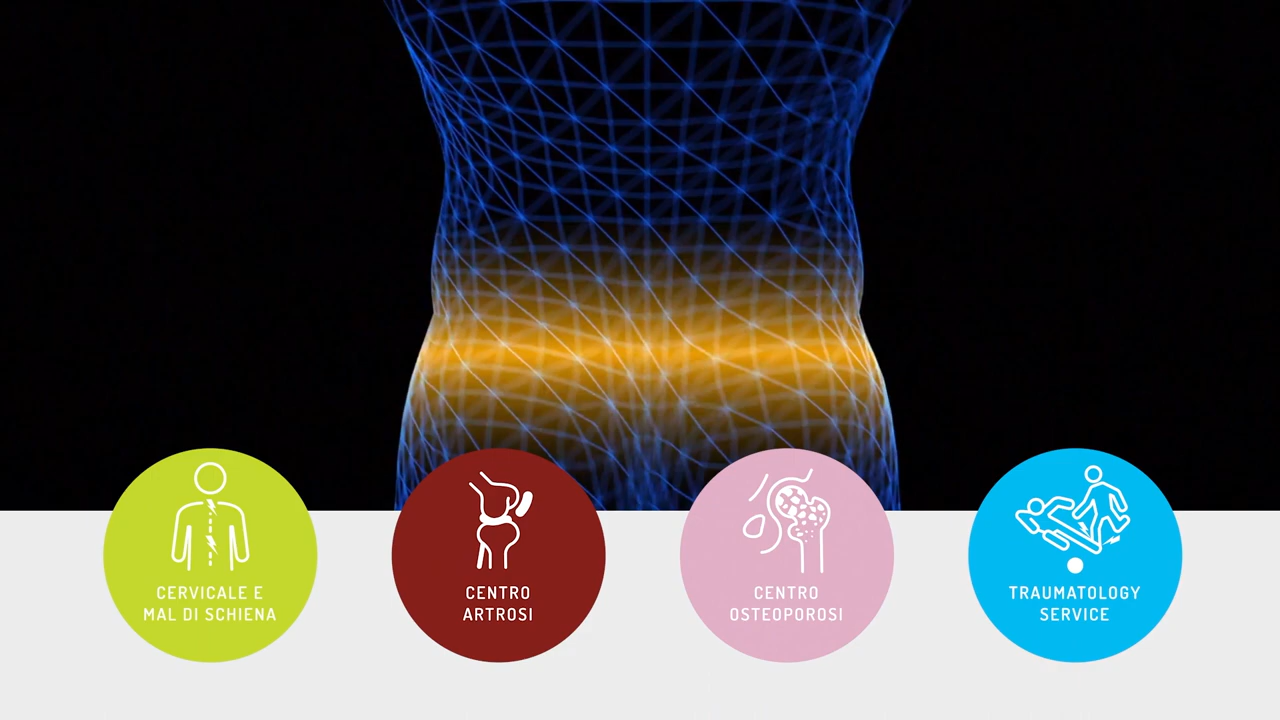 CERVICALE E
MAL DI SCHIENA
CENTRO
ARTROSI
CENTRO
OSTEOPOROSI
TRAUMATOLOGY
SERVICE